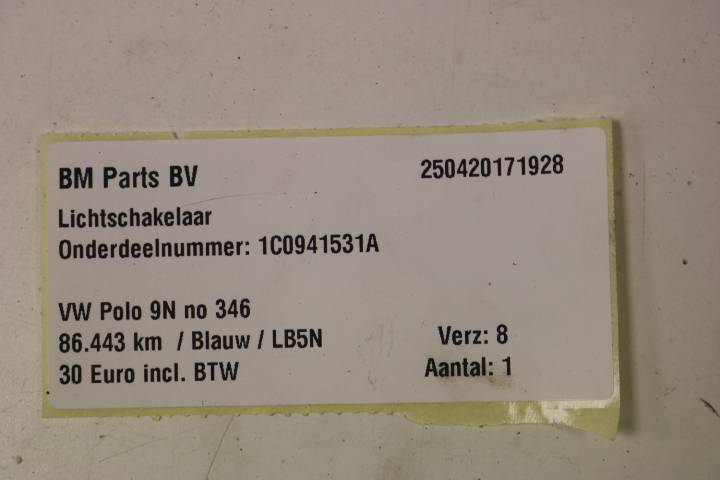 BM Parts BV 250420171928
Lichtschakelaar
Onderdeelnummer: 1C0941531A
VW Polo 9N no 346
86.443 km / Blauw / LB5N Verz: 8
30 Euro incl. BTW Aantal: 1